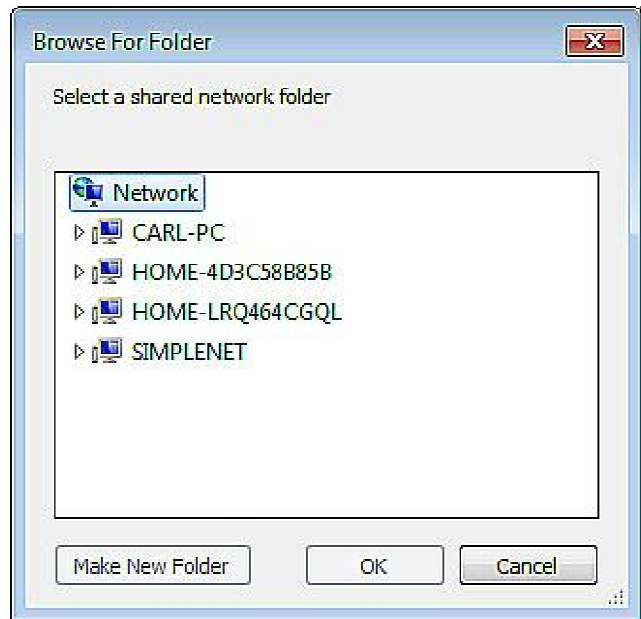 Browse For Folder
Select a shared network folder
Network
CARL-PC
HOME-4D3C58B85B
HOME-LRQ464CGQL
SIMPLENET
Make New Folder OK Cancel